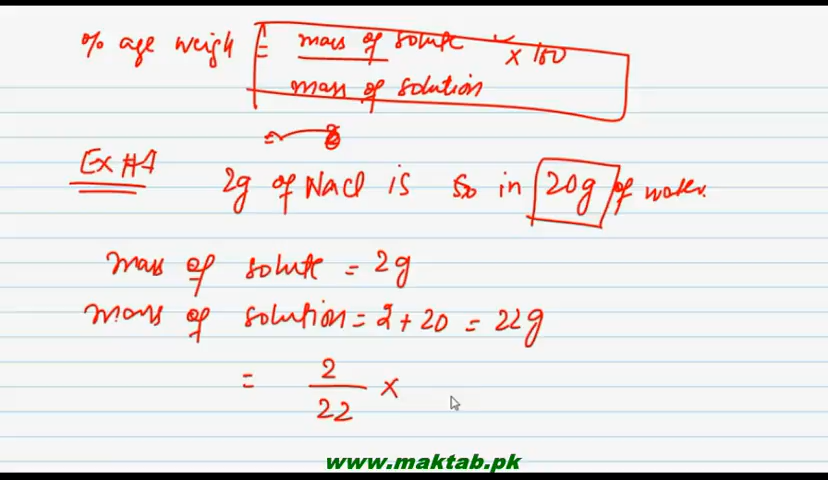 % age weigh = mass of solute × 100
mass of solution
=
Ex #1
2g of NaCl is so in 20g of water.
mass of solute = 2g
mass of solution = 2 + 20 = 22g
= 2 ×
22
www.maktab.pk